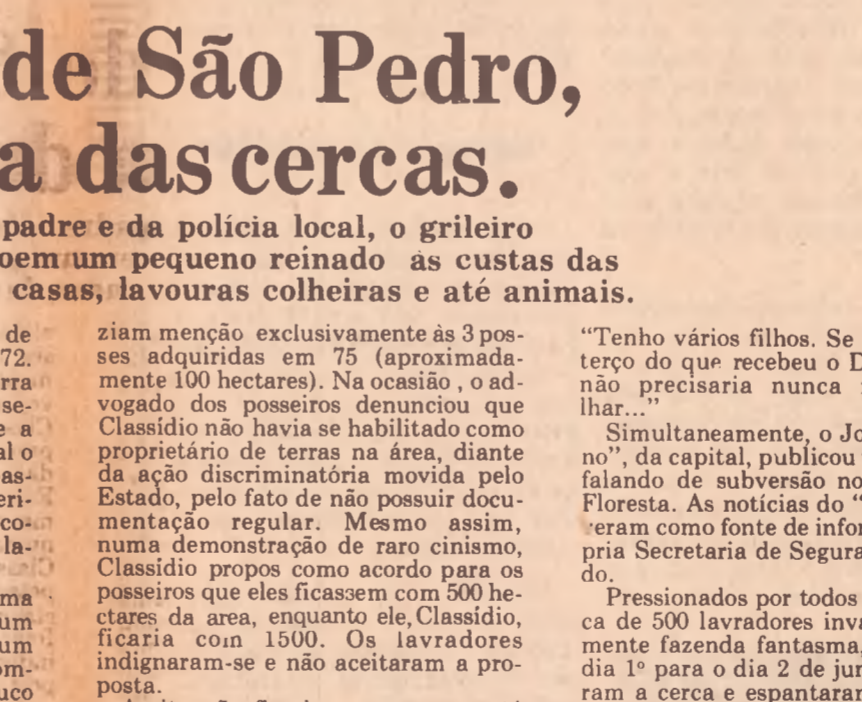 de São Pedro,
a das cercas.
padre e da polícia local, o grileiro
oem um pequeno reinado às custas das
casas, lavouras colheiras e até animais.
de
72.
rra
se-
e a
al o
as-
eri-
co-
la-
ma
um
um
om-
uco
ziam menção exclusivamente às 3 pos-
ses adquiridas em 75 (aproximada-
mente 100 hectares). Na ocasião , o ad-
vogado dos posseiros denunciou que
Classídio não havia se habilitado como
proprietário de terras na área, diante
da ação discriminatória movida pelo
Estado, pelo fato de não possuir docu-
mentação regular. Mesmo assim,
numa demonstração de raro cinismo,
Classídio propos como acordo para os
posseiros que eles ficassem com 500 he-
ctares da area, enquanto ele, Classídio,
ficaria com 1500. Os lavradores
indignaram-se e não aceitaram a pro-
posta.
"Tenho vários filhos. Se
terço do que recebeu o D
não precisaria nunca
lhar..."
Simultaneamente, o Jo
no", da capital, publicou
falando de subversão no
Floresta. As notícias do "
eram como fonte de infor
pria Secretaria de Segura
do.
Pressionados por todos
ca de 500 lavradores inva
mente fazenda fantasma,
dia 1º para o dia 2 de jun
ram a cerca e espantaram